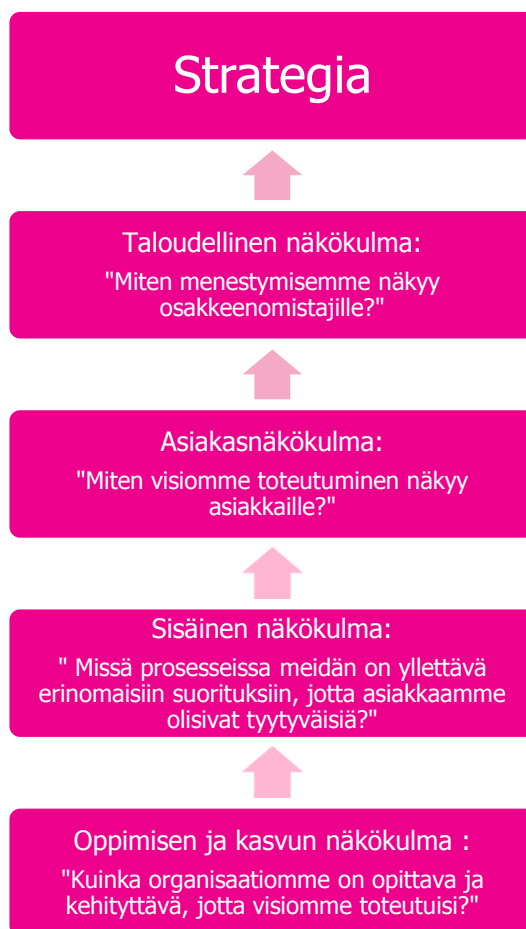 Strategia
Taloudellinen näkökulma:
"Miten menestymisemme näkyy
osakkeenomistajille?"
Asiakasnäkökulma:
"Miten visiomme toteutuminen näkyy
asiakkaille?"
Sisäinen näkökulma:
" Missä prosesseissa meidän on yllettävä
erinomaisiin suorituksiin, jotta asiakkaamme
olisivat tyytyväisiä?"
Oppimisen ja kasvun näkökulma :
"Kuinka organisaatiomme on opittava ja
kehityttävä, jotta visiomme toteutuisi?"